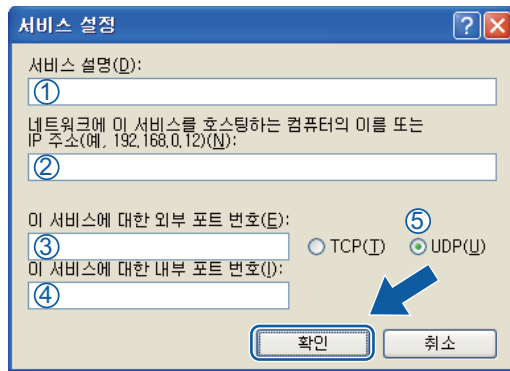 서비스 설정
서비스 설명(D):
①
네트워크에 이 서비스를 호스팅하는 컴퓨터의 이름 또는
IP 주소(예, 192,168,0,12)(N):
②
이 서비스에 대한 외부 포트 번호(E):
⑤
③
TCP(T) UDP(U)
이 서비스에 대한 내부 포트 번호(I):
④
확인 취소